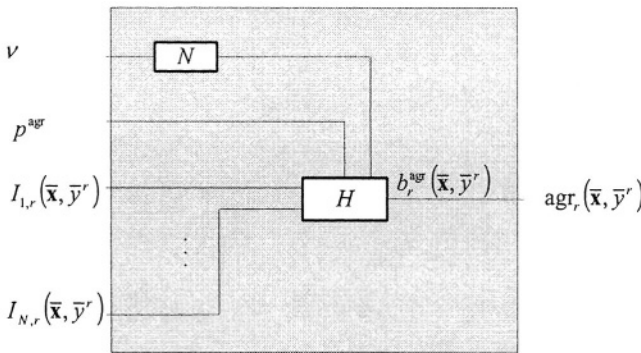 ν
N
p^agr
I_{1,r}(x̄, ȳ^r)
H
b_r^agr(x̄, ȳ^r)
agr_r(x̄, ȳ^r)
⋮
I_{N,r}(x̄, ȳ^r)